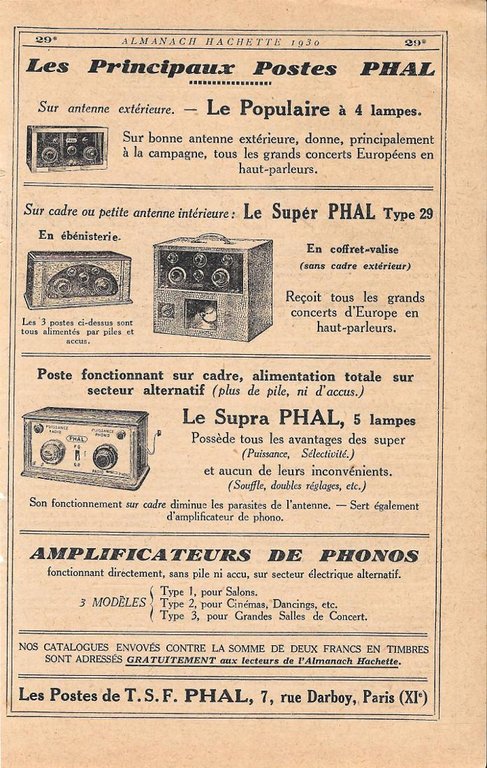 29*
ALMANACH HACHETTE 1930
29*
Les Principaux Postes PHAL
Sur antenne extérieure. — Le Populaire à 4 lampes.
Sur bonne antenne extérieure, donne, principalement
à la campagne, tous les grands concerts Européens en
haut-parleurs.
Sur cadre ou petite antenne intérieure : Le Supér PHAL Type 29
En ébénisterie.
En coffret-valise
(sans cadre extérieur)
Reçoit tous les grands
concerts d'Europe en
haut-parleurs.
Les 3 postes ci-dessus sont
tous alimentés par piles et
accus.
Poste fonctionnant sur cadre, alimentation totale sur
secteur alternatif (plus de pile, ni d'accus.)
PUISSANCE
RADIO
PHAL
PUISSANCE
PHONO
Le Supra PHAL, 5 lampes
Possède tous les avantages des super
(Puissance, Sélectivité.)
et aucun de leurs inconvénients.
(Souffle, doubles réglages, etc.)
Son fonctionnement sur cadre diminue les parasites de l'antenne. — Sert également
d'amplificateur de phono.
AMPLIFICATEURS DE PHONOS
fonctionnant directement, sans pile ni accu, sur secteur électrique alternatif.
3 MODÈLES
Type 1, pour Salons.
Type 2, pour Cinémas, Dancings, etc.
Type 3, pour Grandes Salles de Concert.
NOS CATALOGUES ENVOYÉS CONTRE LA SOMME DE DEUX FRANCS EN TIMBRES
SONT ADRESSÉS GRATUITEMENT aux lecteurs de l'Almanach Hachette.
Les Postes de T.S.F. PHAL, 7, rue Darboy, Paris (XIe)